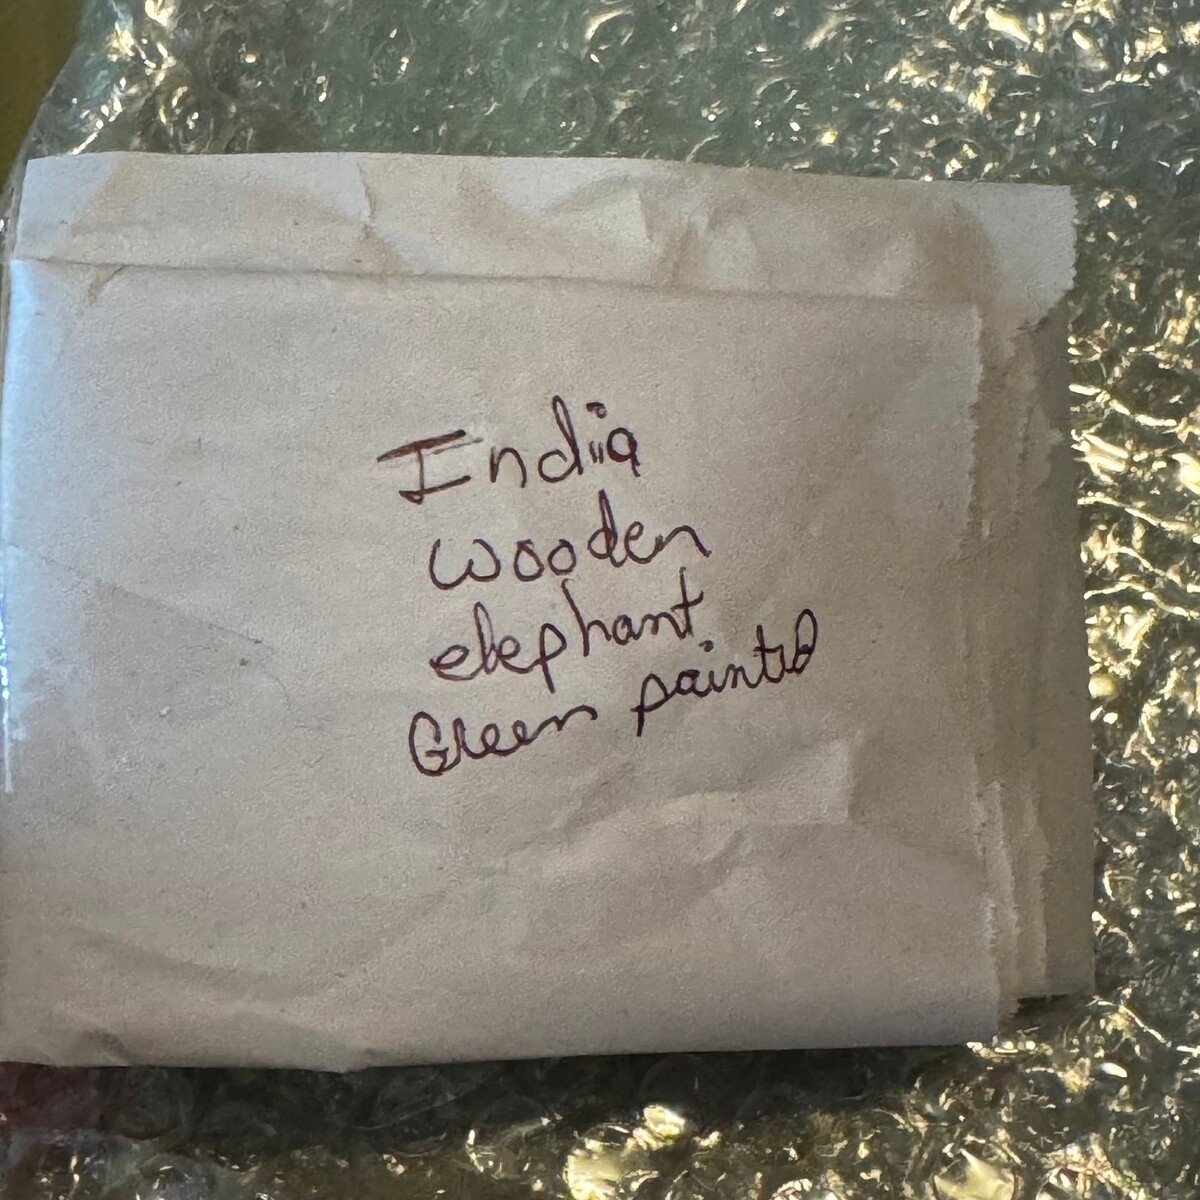 India
wooden
elephant
Green painted